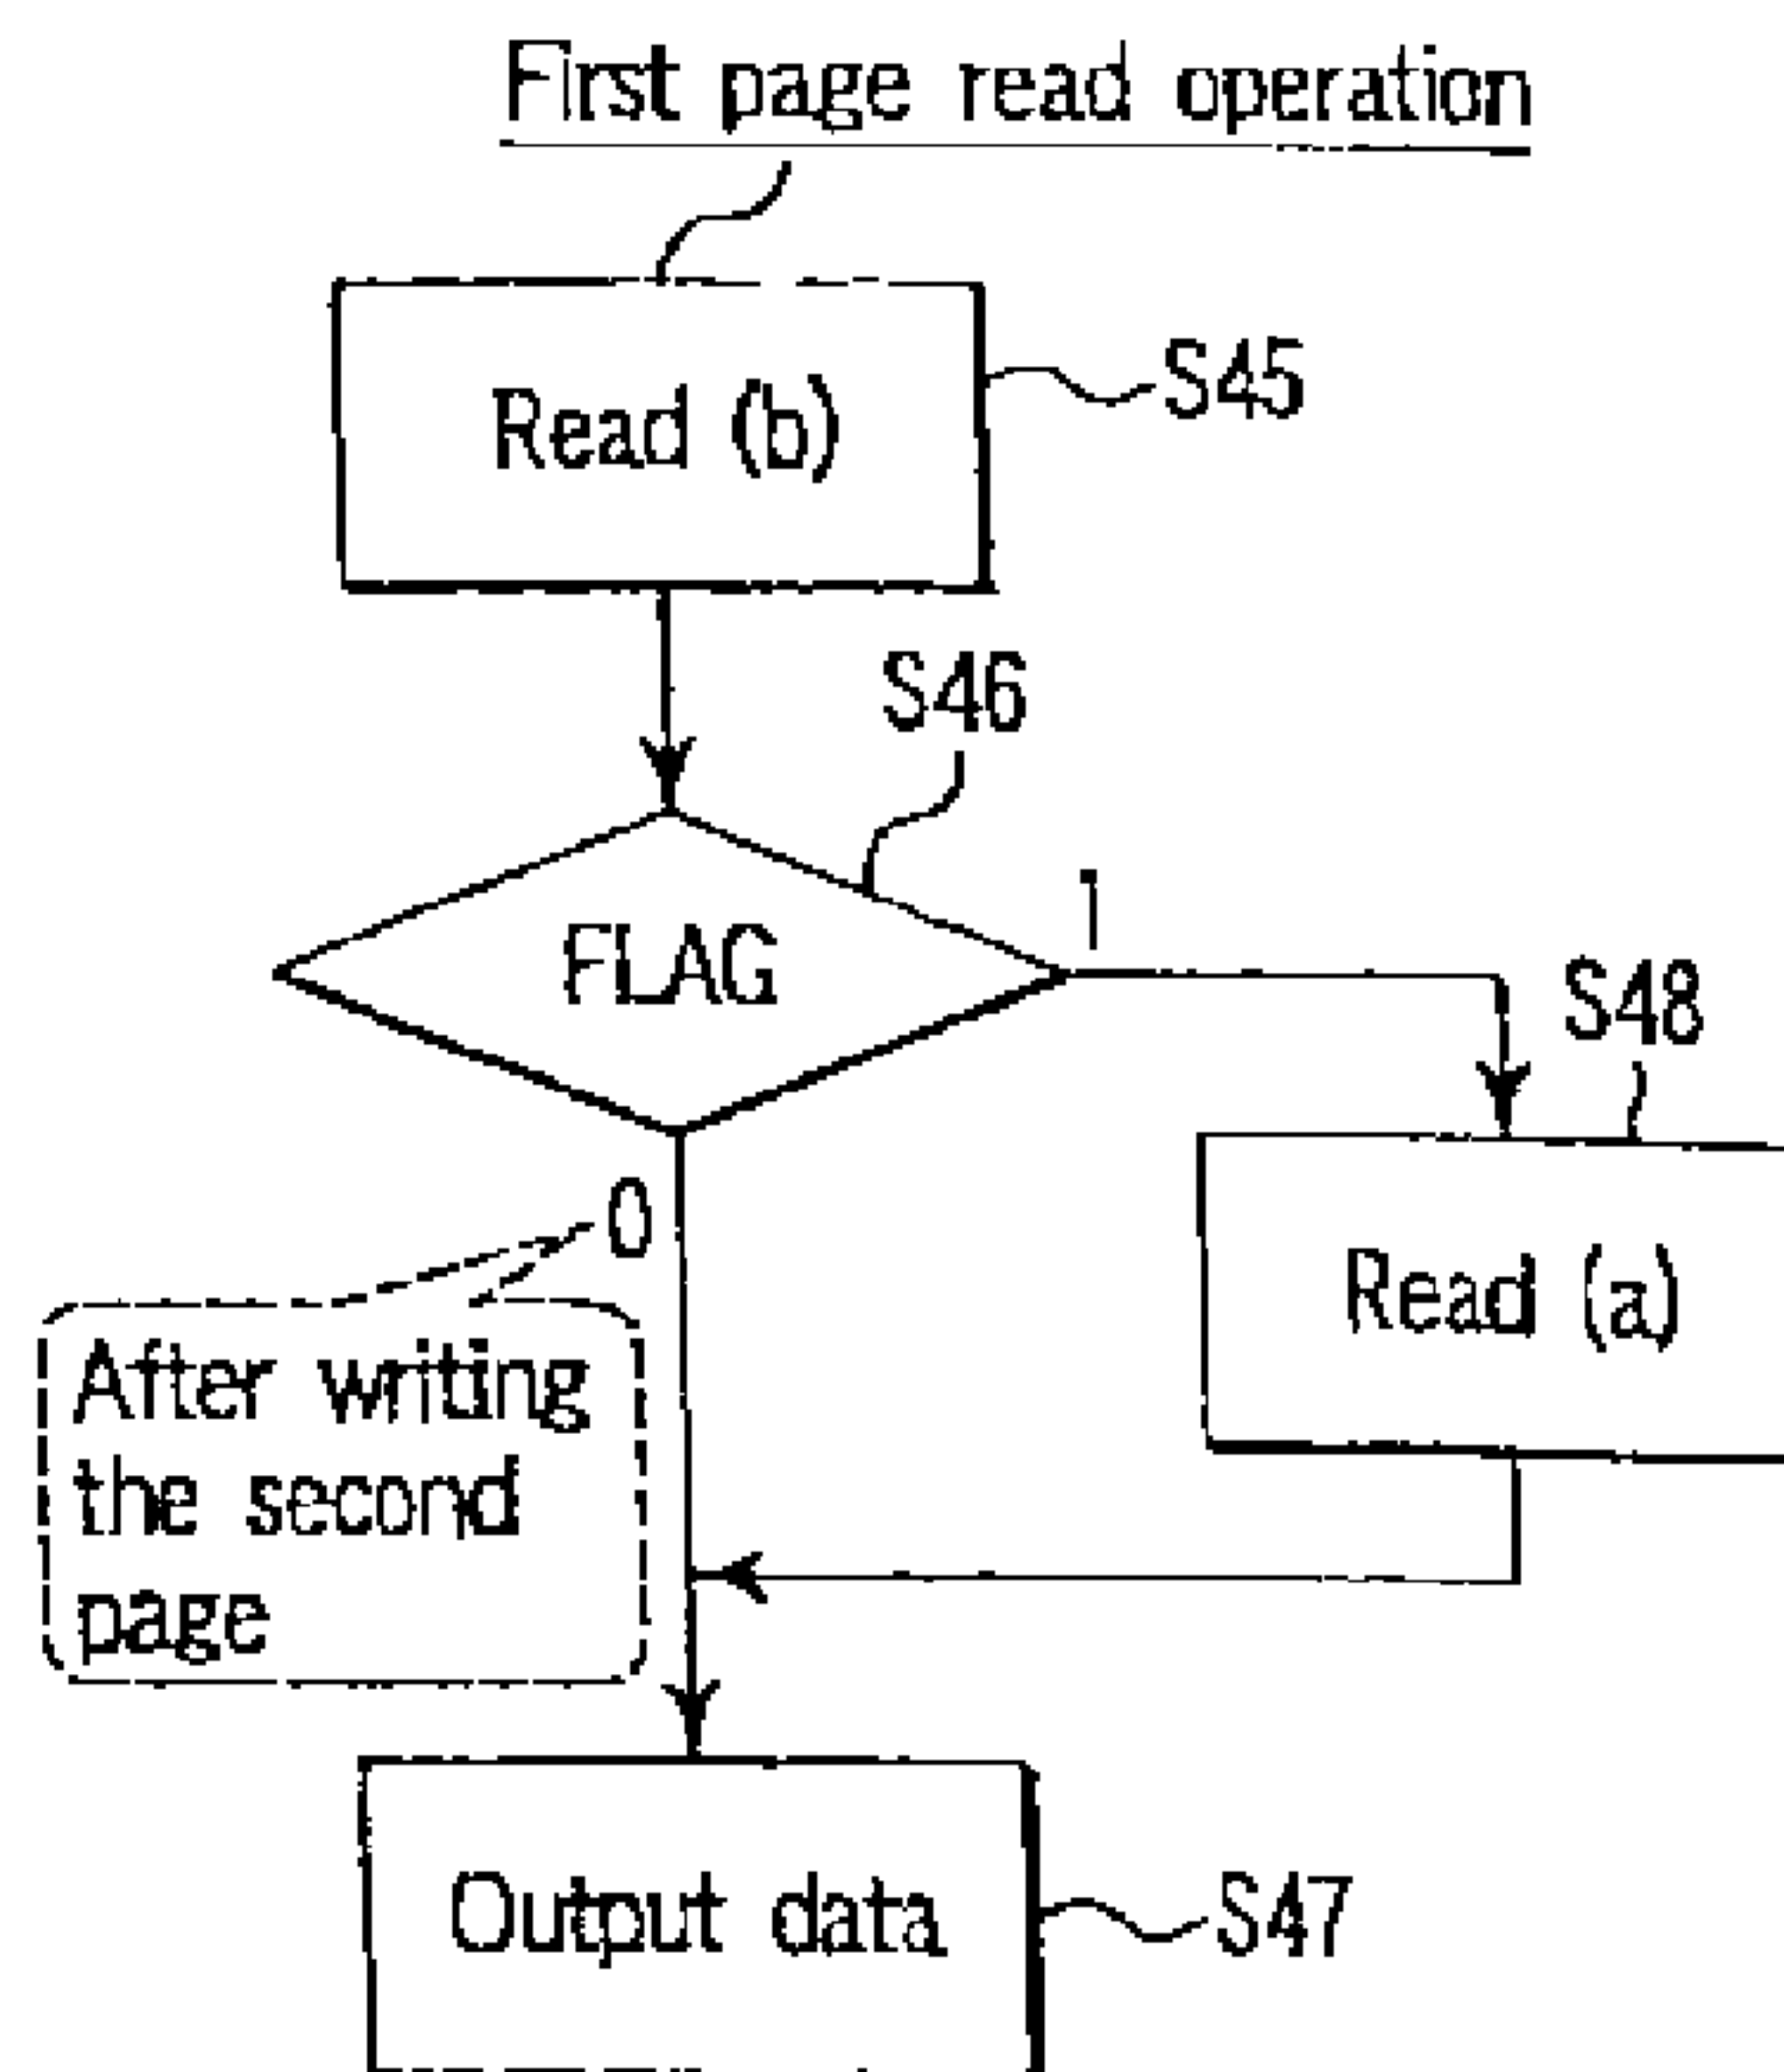 First page read operation
Read (b)
S45
S46
FLAG
1
S48
0
Read (a)
After writing
the second
page
Output data
S47